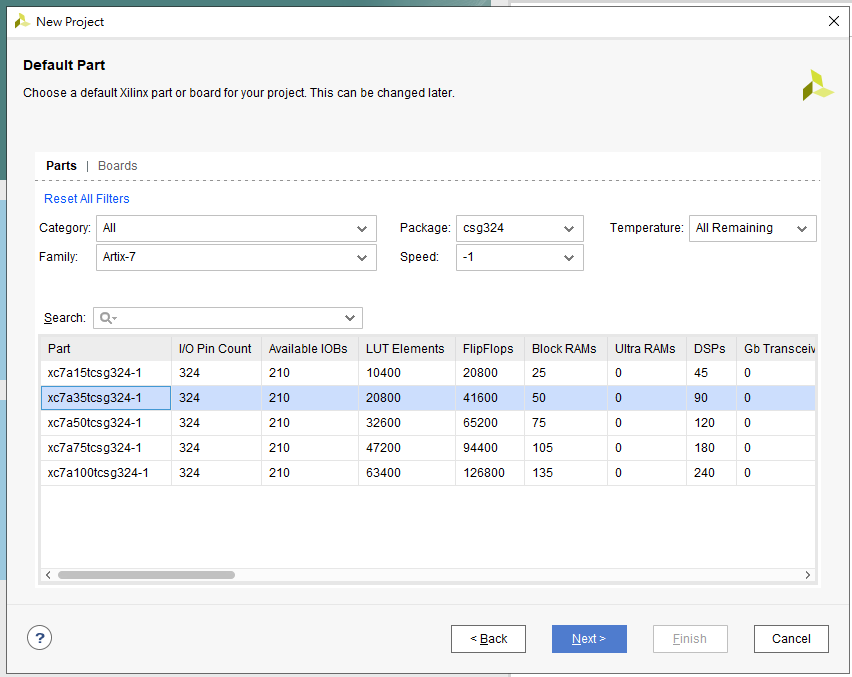 New Project
Default Part
Choose a default Xilinx part or board for your project. This can be changed later.
Parts | Boards
Reset All Filters
Category: All Package: csg324 Temperature: All Remaining
Family: Artix-7 Speed: -1
Search:
Part I/O Pin Count Available IOBs LUT Elements FlipFlops Block RAMs Ultra RAMs DSPs Gb Transceiv
xc7a15tcsg324-1 324 210 10400 20800 25 0 45 0
xc7a35tcsg324-1 324 210 20800 41600 50 0 90 0
xc7a50tcsg324-1 324 210 32600 65200 75 0 120 0
xc7a75tcsg324-1 324 210 47200 94400 105 0 180 0
xc7a100tcsg324-1 324 210 63400 126800 135 0 240 0
? < Back Next > Finish Cancel